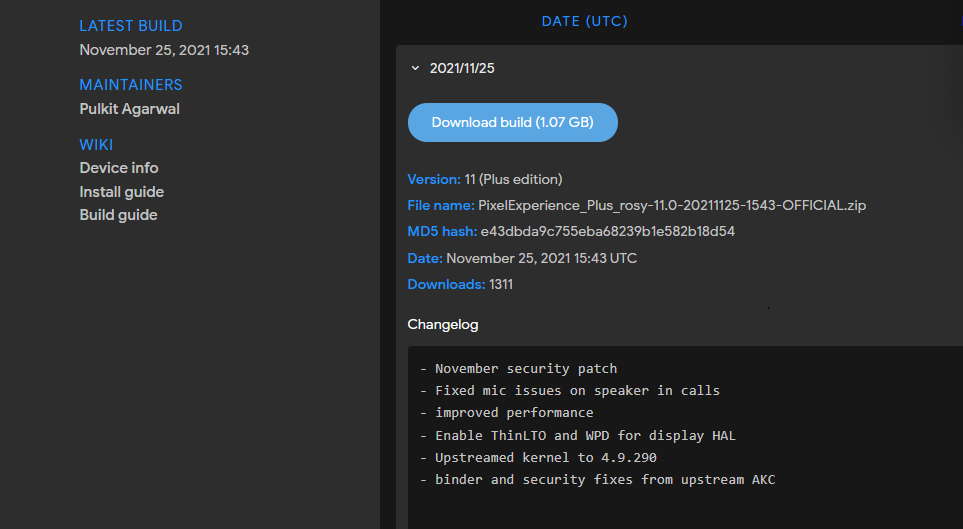 LATEST BUILD
November 25, 2021 15:43
MAINTAINERS
Pulkit Agarwal
WIKI
Device info
Install guide
Build guide
DATE (UTC)
2021/11/25
Download build (1.07 GB)
Version: 11 (Plus edition)
File name: PixelExperience_Plus_rosy-11.0-20211125-1543-OFFICIAL.zip
MD5 hash: e43dbda9c755eba68239b1e582b18d54
Date: November 25, 2021 15:43 UTC
Downloads: 1311
Changelog
- November security patch
- Fixed mic issues on speaker in calls
- improved performance
- Enable ThinLTO and WPD for display HAL
- Upstreamed kernel to 4.9.290
- binder and security fixes from upstream AKC